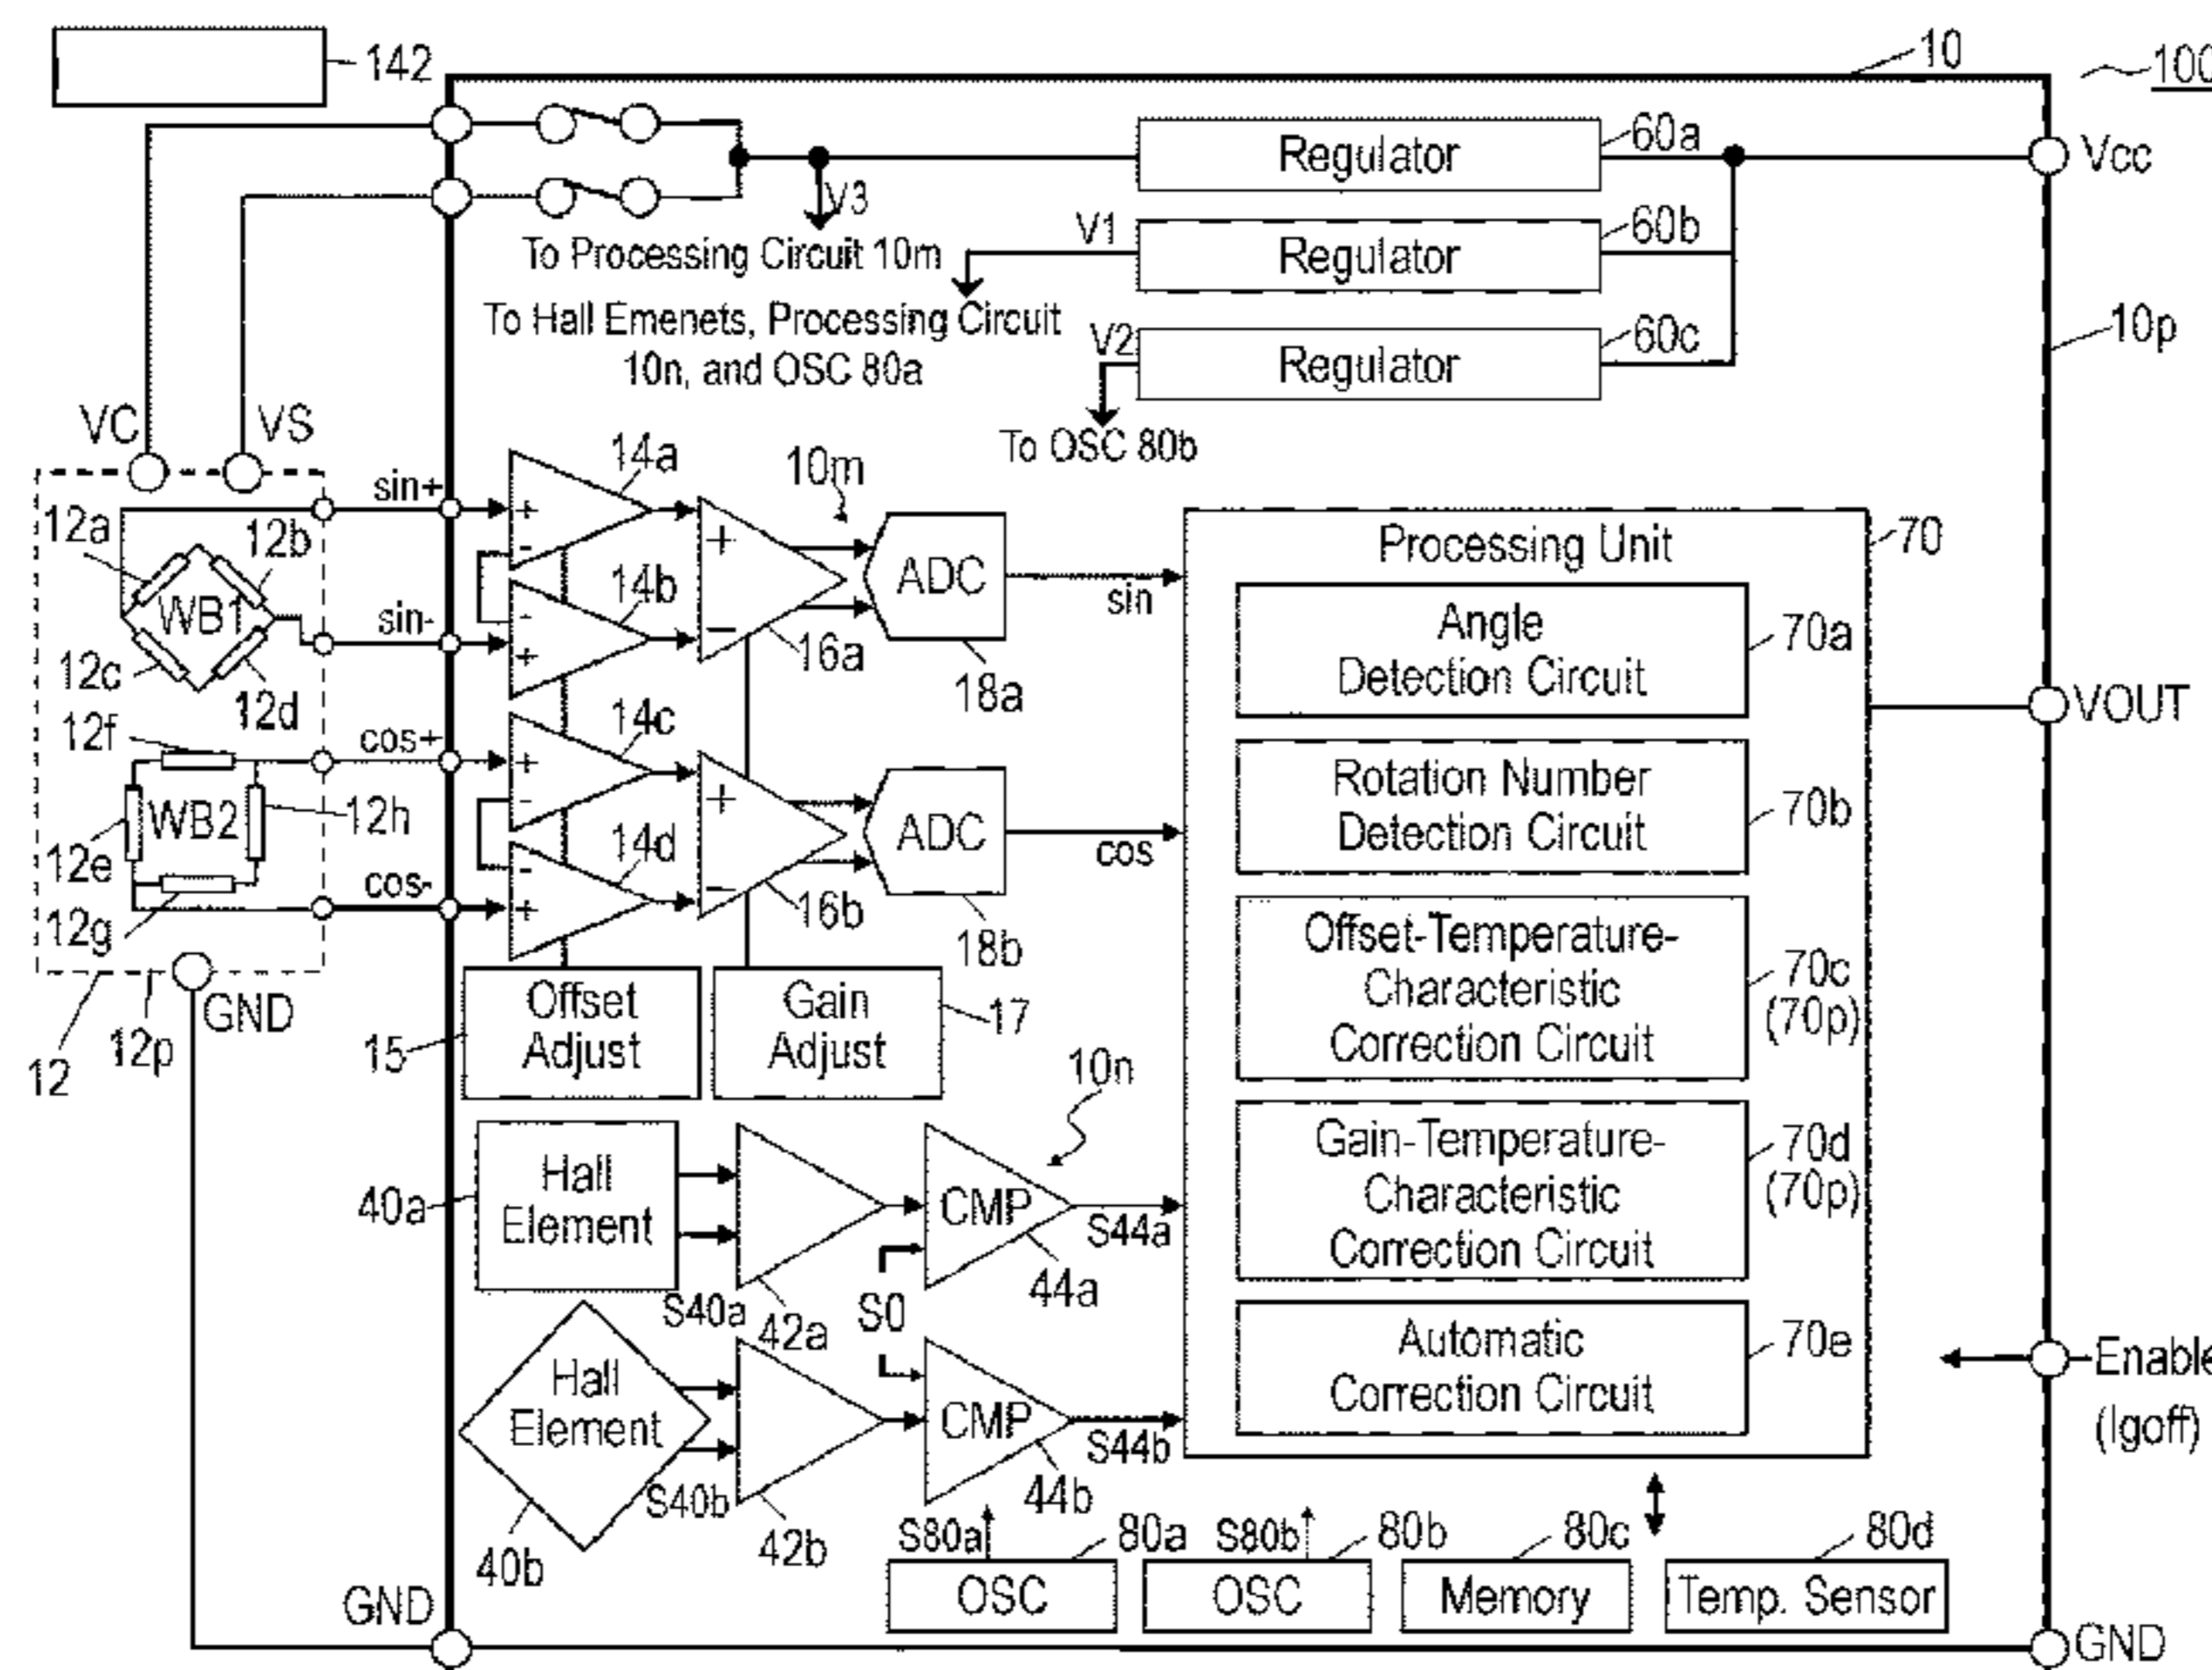 142
10
100
Regulator
60a
Vcc
V3
To Processing Circuit 10m
V1
Regulator
60b
To Hall Emenets, Processing Circuit
10n, and OSC 80a
10p
V2
Regulator
60c
To OSC 80b
VC
VS
sin+
14a
10m
12a
12b
Processing Unit
70
+
-
+
ADC
sin
14b
Angle
Detection Circuit
70a
WB1
sin-
-
+
−
16a
12c
12d
18a
VOUT
12f
cos+
14c
+
-
+
Rotation Number
Detection Circuit
70b
WB2
12h
ADC
cos
12e
14d
cos-
-
+
−
16b
12g
18b
Offset-Temperature-
Characteristic
Correction Circuit
70c
(70p)
12
12p
GND
15
Offset
Adjust
Gain
Adjust
17
10n
Gain-Temperature-
Characteristic
Correction Circuit
70d
(70p)
40a
Hall
Element
CMP
S44a
S40a
42a
S0
44a
Hall
Element
CMP
S44b
Automatic
Correction Circuit
70e
Enable
(Igoff)
S40b
42b
44b
40b
S80a
80a
S80b
80b
80c
80d
OSC
OSC
Memory
Temp. Sensor
GND
GND